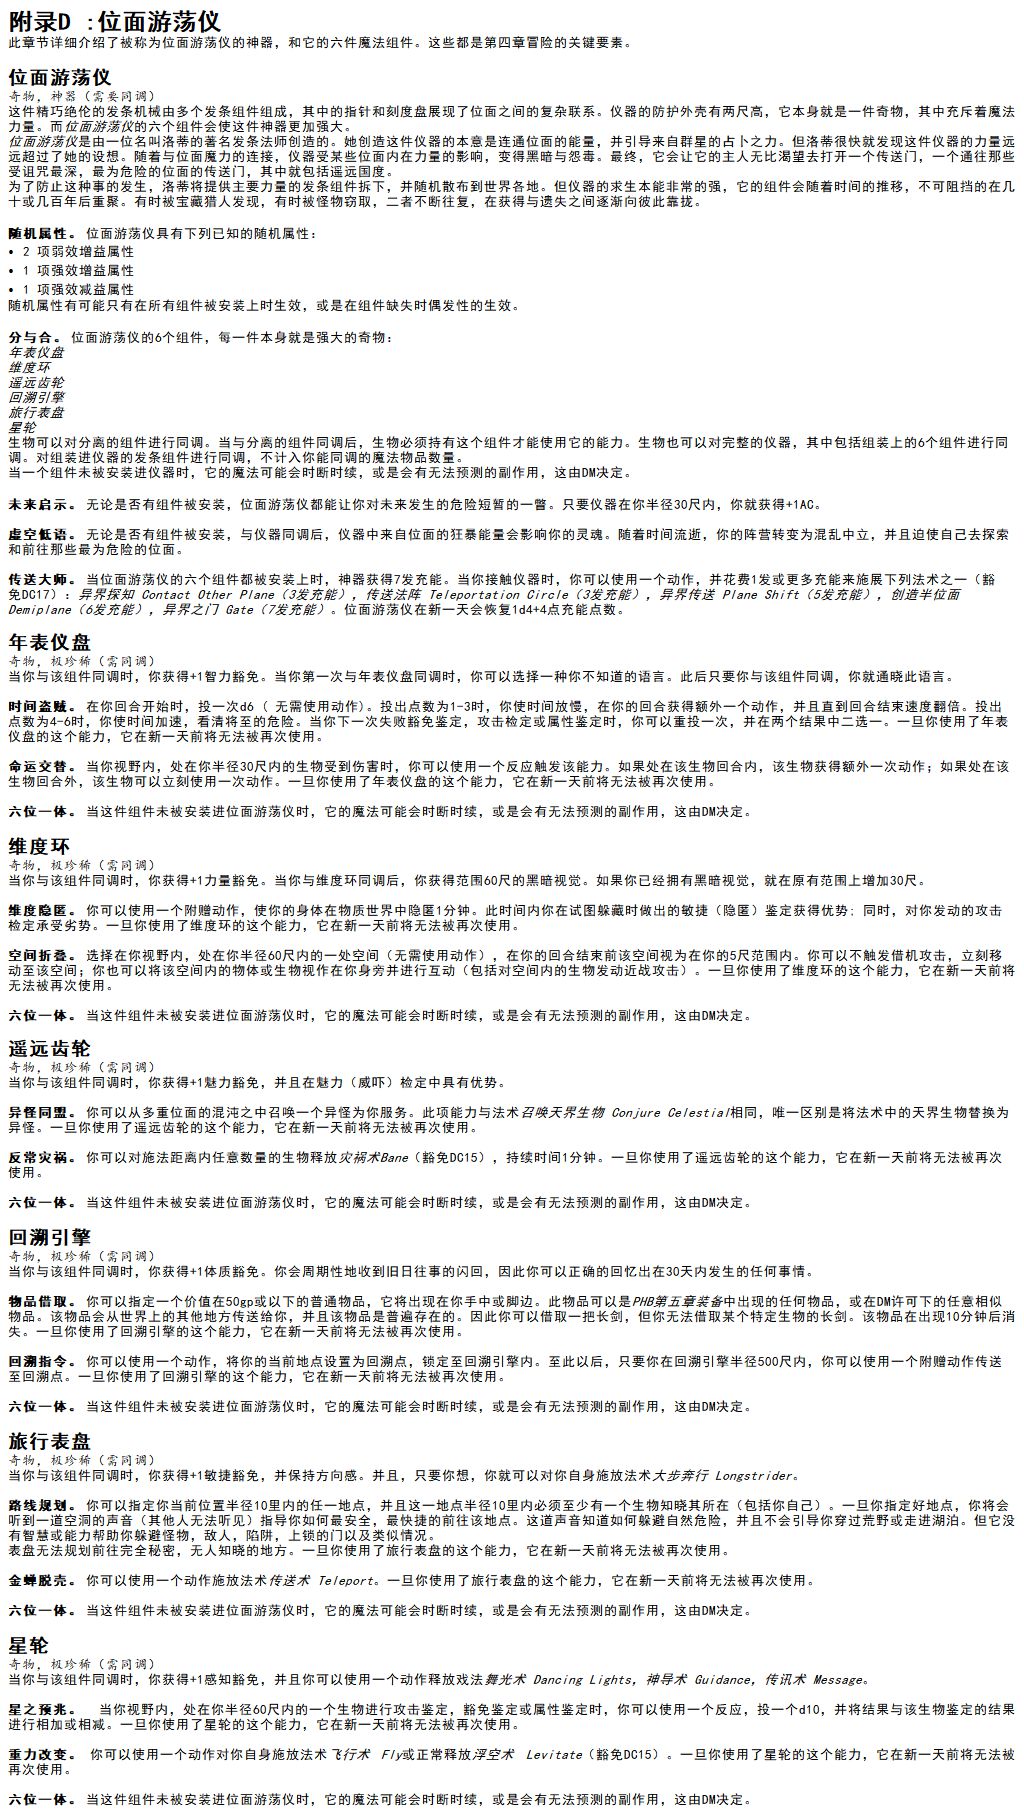 附录D :位面游荡仪
此章节详细介绍了被称为位面游荡仪的神器，和它的六件魔法组件。这些都是第四章冒险的关键要素。
位面游荡仪
奇物，神器（需要同调）
这件精巧绝伦的发条机械由多个发条组件组成，其中的指针和刻度盘展现了位面之间的复杂联系。仪器的防护外壳有两尺高，它本身就是一件奇物，其中充斥着魔法
力量。而位面游荡仪的六个组件会使这件神器更加强大。
位面游荡仪是由一位名叫洛蒂的著名发条法师创造的。她创造这件仪器的本意是连通位面的能量，并引导来自群星的占卜之力。但洛蒂很快就发现这件仪器的力量远
远超过了她的设想。随着与位面魔力的连接，仪器受某些位面内在力量的影响，变得黑暗与怨毒。最终，它会让它的主人无比渴望去打开一个传送门，一个通往那些
受诅咒最深，最为危险的位面的传送门，其中就包括遥远国度。
为了防止这种事的发生，洛蒂将提供主要力量的发条组件拆下，并随机散布到世界各地。但仪器的求生本能非常的强，它的组件会随着时间的推移，不可阻挡的在几
十或几百年后重聚。有时被宝藏猎人发现，有时被怪物窃取，二者不断往复，在获得与遗失之间逐渐向彼此靠拢。
随机属性。 位面游荡仪具有下列已知的随机属性：
• 2 项弱效增益属性
• 1 项强效增益属性
• 1 项强效减益属性
随机属性有可能只有在所有组件被安装上时生效，或是在组件缺失时偶发性的生效。
分与合。 位面游荡仪的6个组件，每一件本身就是强大的奇物：
年表仪盘
维度环
遥远齿轮
回溯引擎
旅行表盘
星轮
生物可以对分离的组件进行同调。当与分离的组件同调后，生物必须持有这个组件才能使用它的能力。生物也可以对完整的仪器，其中包括组装上的6个组件进行同
调。对组装进仪器的发条组件进行同调，不计入你能同调的魔法物品数量。
当一个组件未被安装进仪器时，它的魔法可能会时断时续，或是会有无法预测的副作用，这由DM决定。
未来启示。 无论是否有组件被安装，位面游荡仪都能让你对未来发生的危险短暂的一瞥。只要仪器在你半径30尺内，你就获得+1AC。
虚空低语。 无论是否有组件被安装，与仪器同调后，仪器中来自位面的狂暴能量会影响你的灵魂。随着时间流逝，你的阵营转变为混乱中立，并且迫使自己去探索
和前往那些最为危险的位面。
传送大师。 当位面游荡仪的六个组件都被安装上时，神器获得7发充能。当你接触仪器时，你可以使用一个动作，并花费1发或更多充能来施展下列法术之一（豁
免DC17）：异界探知 Contact Other Plane（3发充能），传送法阵 Teleportation Circle（3发充能），异界传送 Plane Shift（5发充能），创造半位面
Demiplane（6发充能），异界之门 Gate（7发充能）。位面游荡仪在新一天会恢复1d4+4点充能点数。
年表仪盘
奇物，极珍稀（需同调）
当你与该组件同调时，你获得+1智力豁免。当你第一次与年表仪盘同调时，你可以选择一种你不知道的语言。此后只要你与该组件同调，你就通晓此语言。
时间盗贼。 在你回合开始时，投一次d6（ 无需使用动作)。投出点数为1-3时，你使时间放慢，在你的回合获得额外一个动作，并且直到回合结束速度翻倍。投出
点数为4-6时，你使时间加速，看清将至的危险。当你下一次失败豁免鉴定，攻击检定或属性鉴定时，你可以重投一次，并在两个结果中二选一。一旦你使用了年表
仪盘的这个能力，它在新一天前将无法被再次使用。
命运交替。 当你视野内，处在你半径30尺内的生物受到伤害时，你可以使用一个反应触发该能力。如果处在该生物回合内，该生物获得额外一次动作；如果处在该
生物回合外，该生物可以立刻使用一次动作。一旦你使用了年表仪盘的这个能力，它在新一天前将无法被再次使用。
六位一体。 当这件组件未被安装进位面游荡仪时，它的魔法可能会时断时续，或是会有无法预测的副作用，这由DM决定。
维度环
奇物，极珍稀（需同调）
当你与该组件同调时，你获得+1力量豁免。当你与维度环同调后，你获得范围60尺的黑暗视觉。如果你已经拥有黑暗视觉，就在原有范围上增加30尺。
维度隐匿。 你可以使用一个附赠动作，使你的身体在物质世界中隐匿1分钟。此时间内你在试图躲藏时做出的敏捷（隐匿）鉴定获得优势; 同时，对你发动的攻击
检定承受劣势。一旦你使用了维度环的这个能力，它在新一天前将无法被再次使用。
空间折叠。 选择在你视野内，处在你半径60尺内的一处空间（无需使用动作），在你的回合结束前该空间视为在你的5尺范围内。你可以不触发借机攻击，立刻移
动至该空间；你也可以将该空间内的物体或生物视作在你身旁并进行互动（包括对空间内的生物发动近战攻击）。一旦你使用了维度环的这个能力，它在新一天前将
无法被再次使用。
六位一体。 当这件组件未被安装进位面游荡仪时，它的魔法可能会时断时续，或是会有无法预测的副作用，这由DM决定。
遥远齿轮
奇物，极珍稀（需同调）
当你与该组件同调时，你获得+1魅力豁免，并且在魅力（威吓）检定中具有优势。
异怪同盟。 你可以从多重位面的混沌之中召唤一个异怪为你服务。此项能力与法术召唤天界生物 Conjure Celestial相同，唯一区别是将法术中的天界生物替换为
异怪。一旦你使用了遥远齿轮的这个能力，它在新一天前将无法被再次使用。
反常灾祸。 你可以对施法距离内任意数量的生物释放灾祸术Bane（豁免DC15），持续时间1分钟。一旦你使用了遥远齿轮的这个能力，它在新一天前将无法被再次
使用。
六位一体。 当这件组件未被安装进位面游荡仪时，它的魔法可能会时断时续，或是会有无法预测的副作用，这由DM决定。
回溯引擎
奇物，极珍稀（需同调）
当你与该组件同调时，你获得+1体质豁免。你会周期性地收到旧日往事的闪回，因此你可以正确的回忆出在30天内发生的任何事情。
物品借取。 你可以指定一个价值在50gp或以下的普通物品，它将出现在你手中或脚边。此物品可以是PHB第五章装备中出现的任何物品，或在DM许可下的任意相似
物品。该物品会从世界上的其他地方传送给你，并且该物品是普遍存在的。因此你可以借取一把长剑，但你无法借取某个特定生物的长剑。该物品在出现10分钟后消
失。一旦你使用了回溯引擎的这个能力，它在新一天前将无法被再次使用。
回溯指令。 你可以使用一个动作，将你的当前地点设置为回溯点，锁定至回溯引擎内。至此以后，只要你在回溯引擎半径500尺内，你可以使用一个附赠动作传送
至回溯点。一旦你使用了回溯引擎的这个能力，它在新一天前将无法被再次使用。
六位一体。 当这件组件未被安装进位面游荡仪时，它的魔法可能会时断时续，或是会有无法预测的副作用，这由DM决定。
旅行表盘
奇物，极珍稀（需同调）
当你与该组件同调时，你获得+1敏捷豁免，并保持方向感。并且，只要你想，你就可以对你自身施放法术大步奔行 Longstrider。
路线规划。 你可以指定你当前位置半径10里内的任一地点，并且这一地点半径10里内必须至少有一个生物知晓其所在（包括你自己）。一旦你指定好地点，你将会
听到一道空洞的声音（其他人无法听见）指导你如何最安全，最快捷的前往该地点。这道声音知道如何躲避自然危险，并且不会引导你穿过荒野或走进湖泊。但它没
有智慧或能力帮助你躲避怪物，敌人，陷阱，上锁的门以及类似情况。
表盘无法规划前往完全秘密，无人知晓的地方。一旦你使用了旅行表盘的这个能力，它在新一天前将无法被再次使用。
金蝉脱壳。 你可以使用一个动作施放法术传送术 Teleport。一旦你使用了旅行表盘的这个能力，它在新一天前将无法被再次使用。
六位一体。 当这件组件未被安装进位面游荡仪时，它的魔法可能会时断时续，或是会有无法预测的副作用，这由DM决定。
星轮
奇物，极珍稀（需同调）
当你与该组件同调时，你获得+1感知豁免，并且你可以使用一个动作释放戏法舞光术 Dancing Lights，神导术 Guidance，传讯术 Message。
星之预兆。 当你视野内，处在你半径60尺内的一个生物进行攻击鉴定，豁免鉴定或属性鉴定时，你可以使用一个反应，投一个d10，并将结果与该生物鉴定的结果
进行相加或相减。一旦你使用了星轮的这个能力，它在新一天前将无法被再次使用。
重力改变。 你可以使用一个动作对你自身施放法术飞行术 Fly或正常释放浮空术 Levitate（豁免DC15）。一旦你使用了星轮的这个能力，它在新一天前将无法被
再次使用。
六位一体。 当这件组件未被安装进位面游荡仪时，它的魔法可能会时断时续，或是会有无法预测的副作用，这由DM决定。